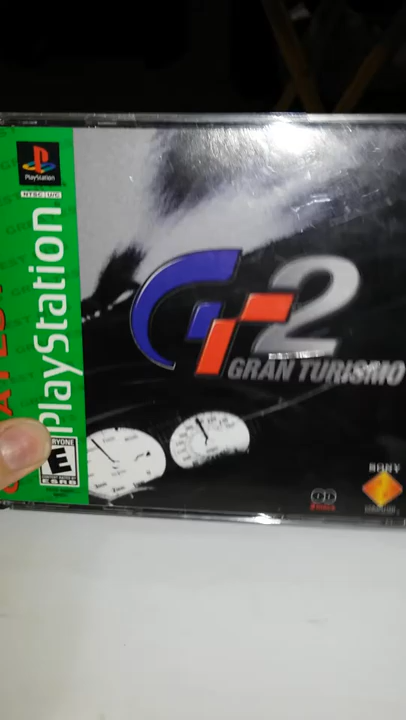 PlayStation
NTSC U/C
PlayStation
EVERYONE
E
ESRB
GT2
GRAN TURISMO
SONY